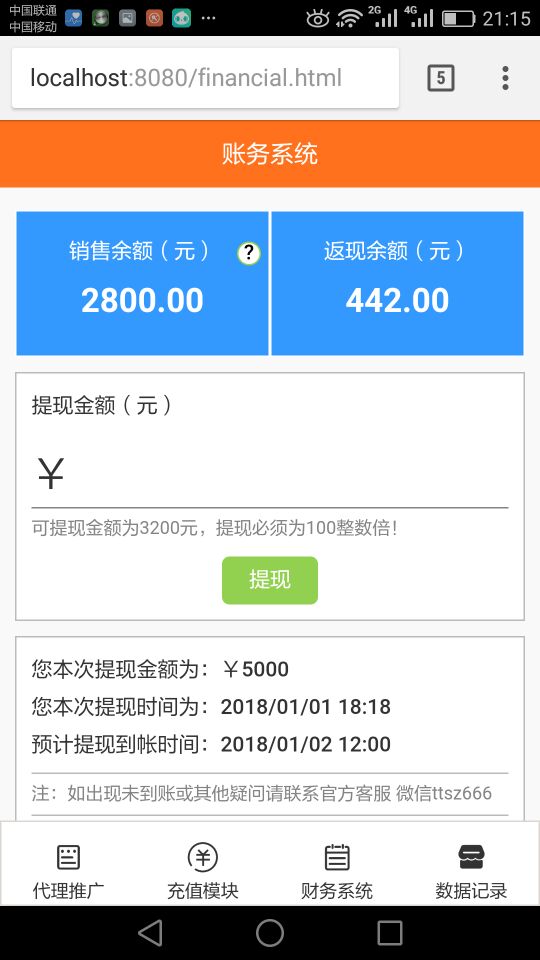 中国联通
中国移动
2G
4G
21:15
localhost:8080/financial.html
5
账务系统
销售余额（元）
?
返现余额（元）
2800.00
442.00
提现金额（元）
￥
可提现金额为3200元，提现必须为100整数倍！
提现
您本次提现金额为：￥5000
您本次提现时间为：2018/01/01 18:18
预计提现到帐时间：2018/01/02 12:00
注：如出现未到账或其他疑问请联系官方客服 微信ttsz666
代理推广
充值模块
财务系统
数据记录